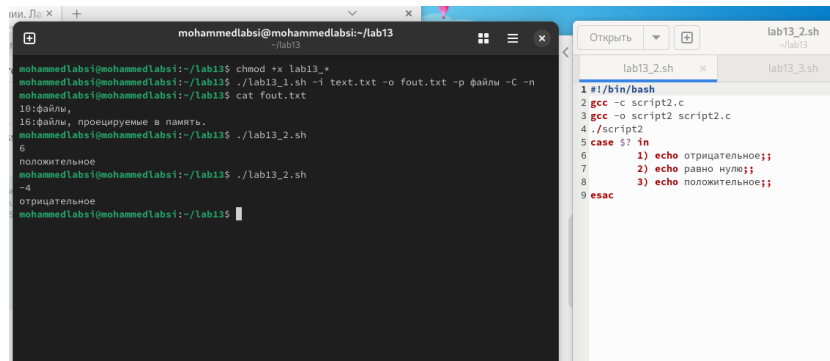 нии. Ла × +
mohammedlabsi@mohammedlabsi:~/lab13
~/lab13
mohammedlabsi@mohammedlabsi:~/lab13$ chmod +x lab13_*
mohammedlabsi@mohammedlabsi:~/lab13$ ./lab13_1.sh -i text.txt -o fout.txt -p файлы -C -n
mohammedlabsi@mohammedlabsi:~/lab13$ cat fout.txt
10:файлы,
16:файлы, проецируемые в память.
mohammedlabsi@mohammedlabsi:~/lab13$ ./lab13_2.sh
6
положительное
mohammedlabsi@mohammedlabsi:~/lab13$ ./lab13_2.sh
-4
отрицательное
mohammedlabsi@mohammedlabsi:~/lab13$
Открыть
lab13_2.sh
~/lab13
lab13_2.sh × lab13_3.sh
1 #!/bin/bash
2 gcc -c script2.c
3 gcc -o script2 script2.c
4 ./script2
5 case $? in
6 1) echo отрицательное;;
7 2) echo равно нулю;;
8 3) echo положительное;;
9 esac